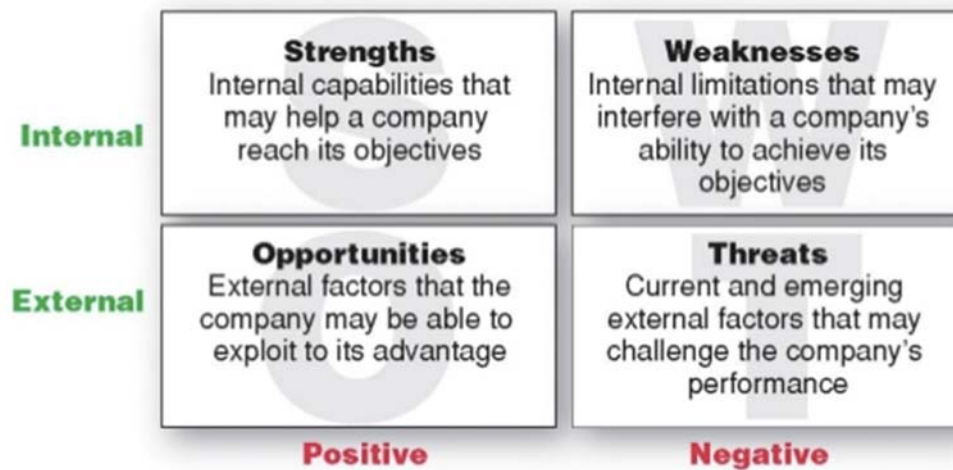 Internal
Strengths
Internal capabilities that
may help a company
reach its objectives
Weaknesses
Internal limitations that may
interfere with a company's
ability to achieve its
objectives
External
Opportunities
External factors that the
company may be able to
exploit to its advantage
Threats
Current and emerging
external factors that may
challenge the company's
performance
Positive
Negative
S
W
O
T